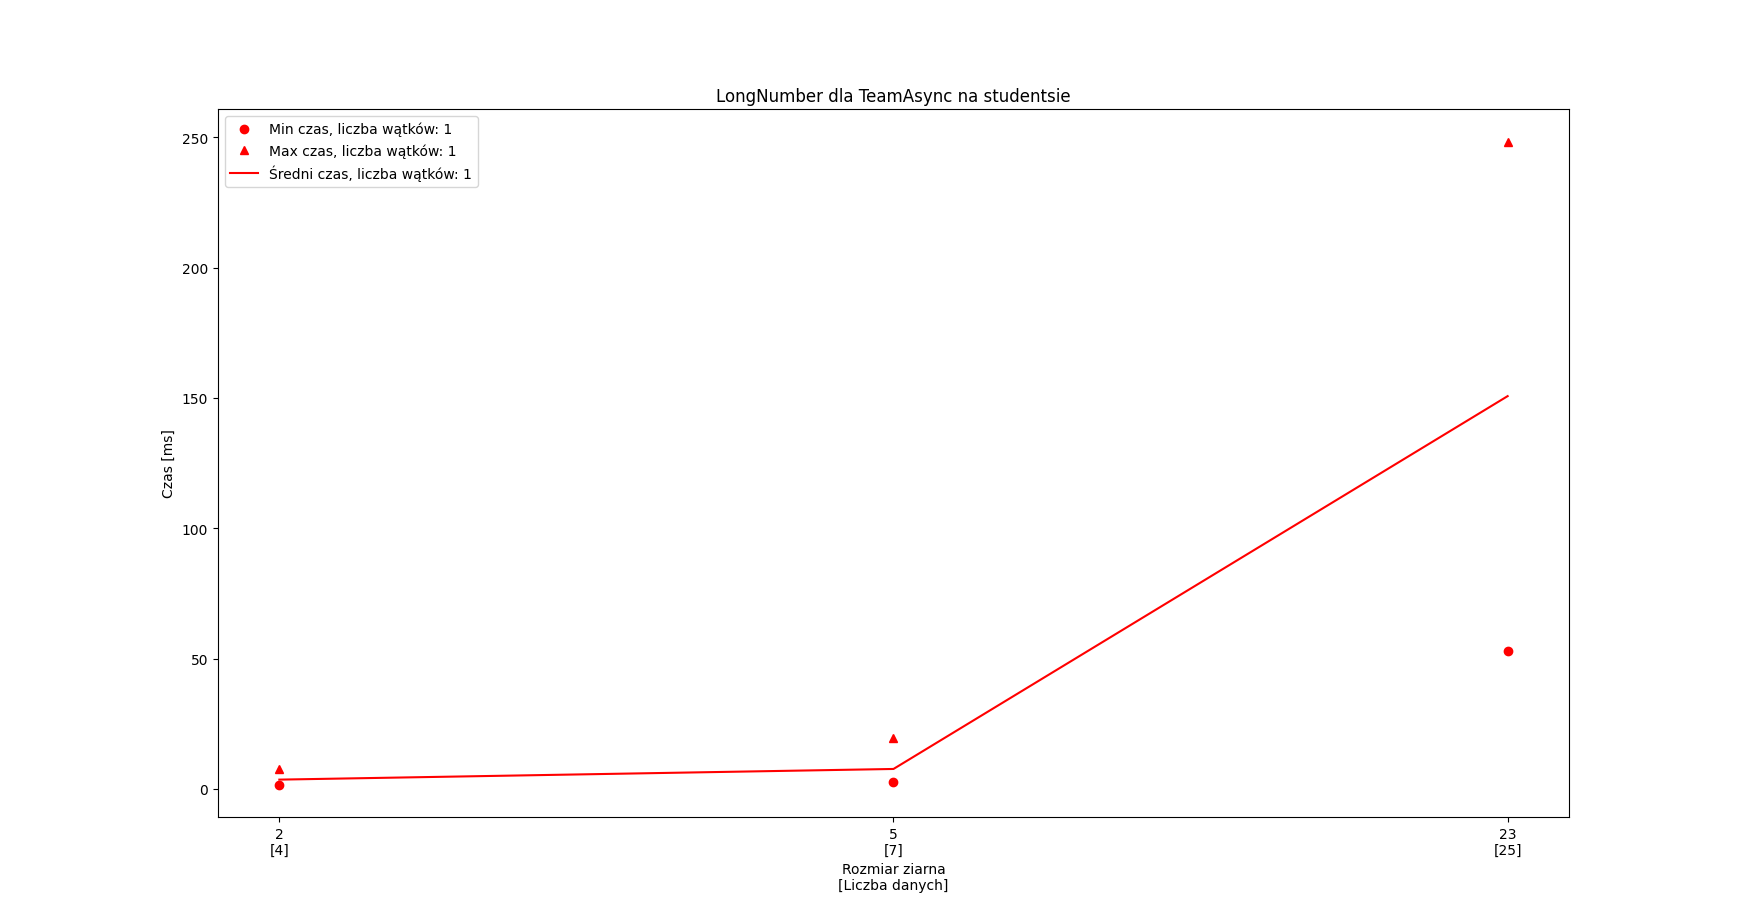 LongNumber dla TeamAsync na studentsie
Min czas, liczba wątków: 1
Max czas, liczba wątków: 1
Średni czas, liczba wątków: 1
250
200
150
100
50
0
Czas [ms]
2
[4]
5
[7]
23
[25]
Rozmiar ziarna
[Liczba danych]